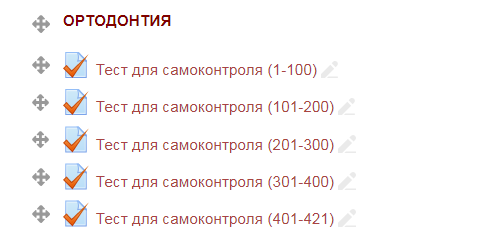 ОРТОДОНТИЯ
Тест для самоконтроля (1-100)
Тест для самоконтроля (101-200)
Тест для самоконтроля (201-300)
Тест для самоконтроля (301-400)
Тест для самоконтроля (401-421)